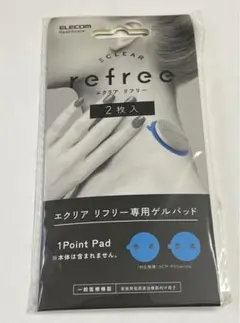 ELECOM
Healthcare
ECLEAR
refree
エクリア リフリー
2枚入
エクリア リフリー専用ゲルパッド
1Point Pad
※本体は含まれません。
一般医療機器